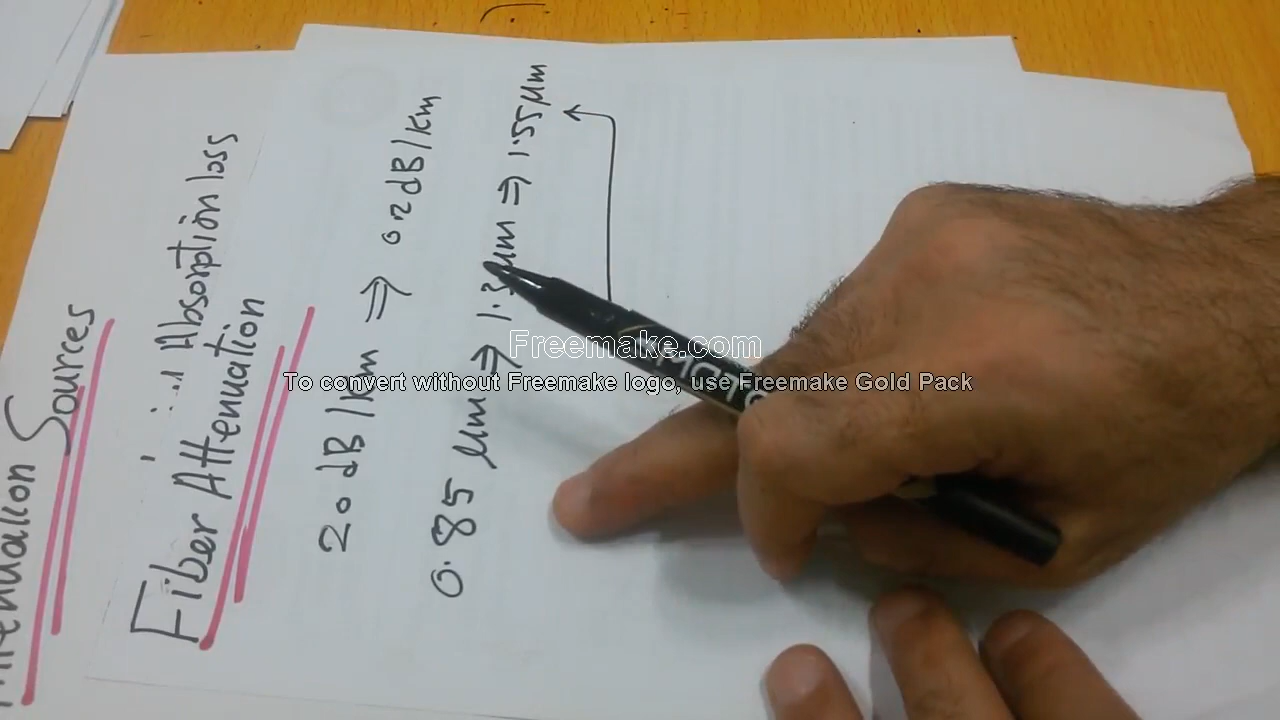 Attenuation
Sources
Absorption loss
Fiber Attenuation
20 dB/km ⇒ 0.2 dB/km
0.85 μm ⇒ 1.3 μm ⇒ 1.55 μm
Freemake.com
To convert without Freemake logo, use Freemake Gold Pack